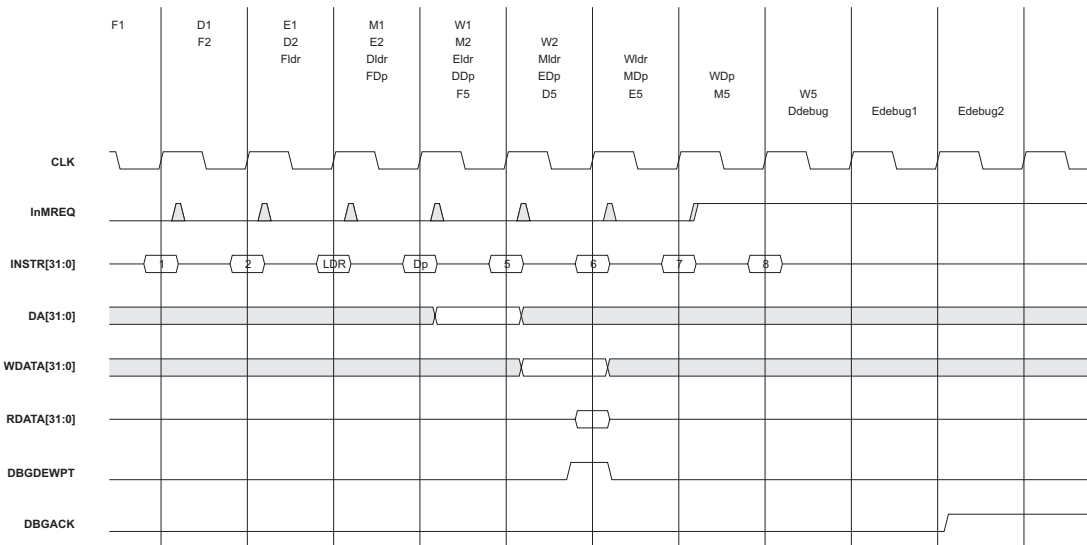 F1 D1 E1 M1 W1
F2 D2 E2 M2 W2
Fldr Dldr Eldr Mldr Wldr
FDp DDp EDp MDp WDp
F5 D5 E5 M5 W5
Ddebug Edebug1 Edebug2
CLK
InMREQ
INSTR[31:0] 1 2 LDR Dp 5 6 7 8
DA[31:0]
WDATA[31:0]
RDATA[31:0]
DBGDEWPT
DBGACK